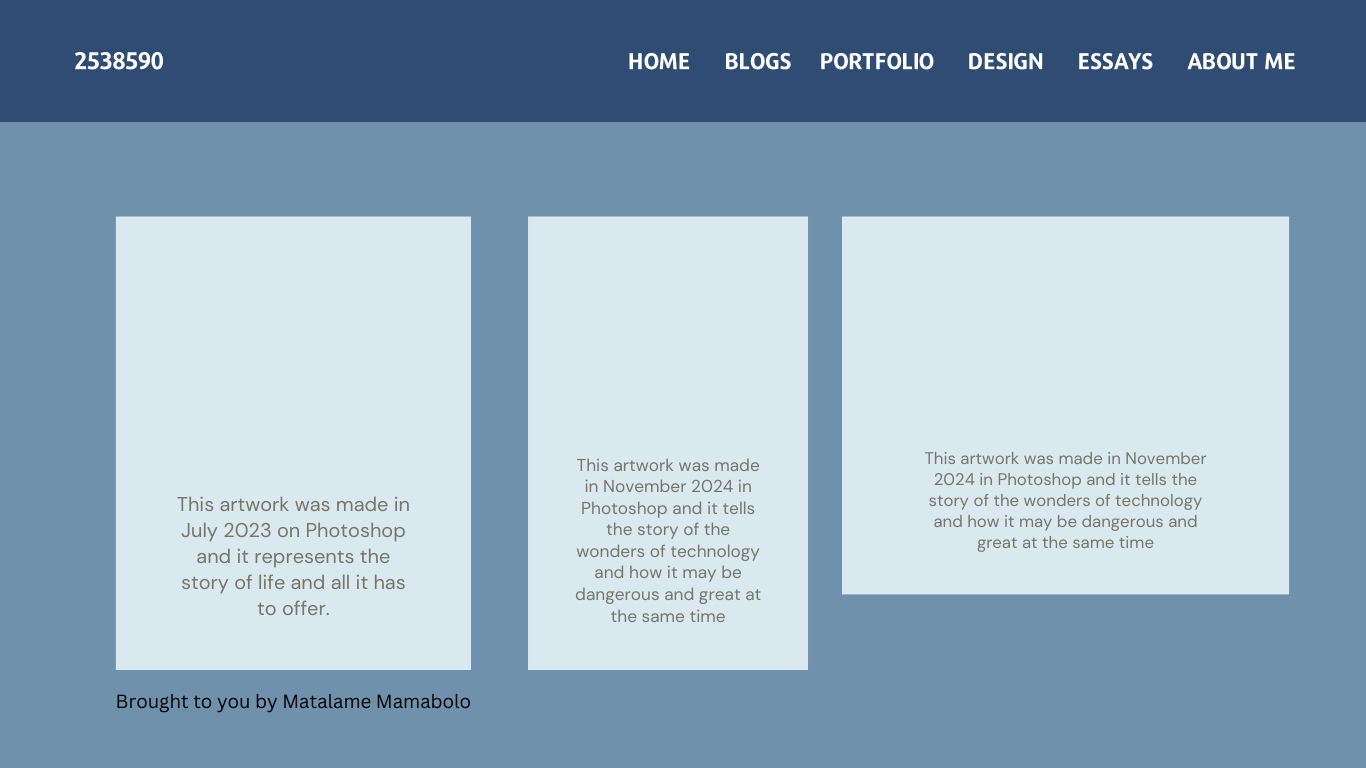 2538590
HOME BLOGS PORTFOLIO DESIGN ESSAYS ABOUT ME
This artwork was made in
July 2023 on Photoshop
and it represents the
story of life and all it has
to offer.
This artwork was made
in November 2024 in
Photoshop and it tells
the story of the
wonders of technology
and how it may be
dangerous and great at
the same time
This artwork was made in November
2024 in Photoshop and it tells the
story of the wonders of technology
and how it may be dangerous and
great at the same time
Brought to you by Matalame Mamabolo